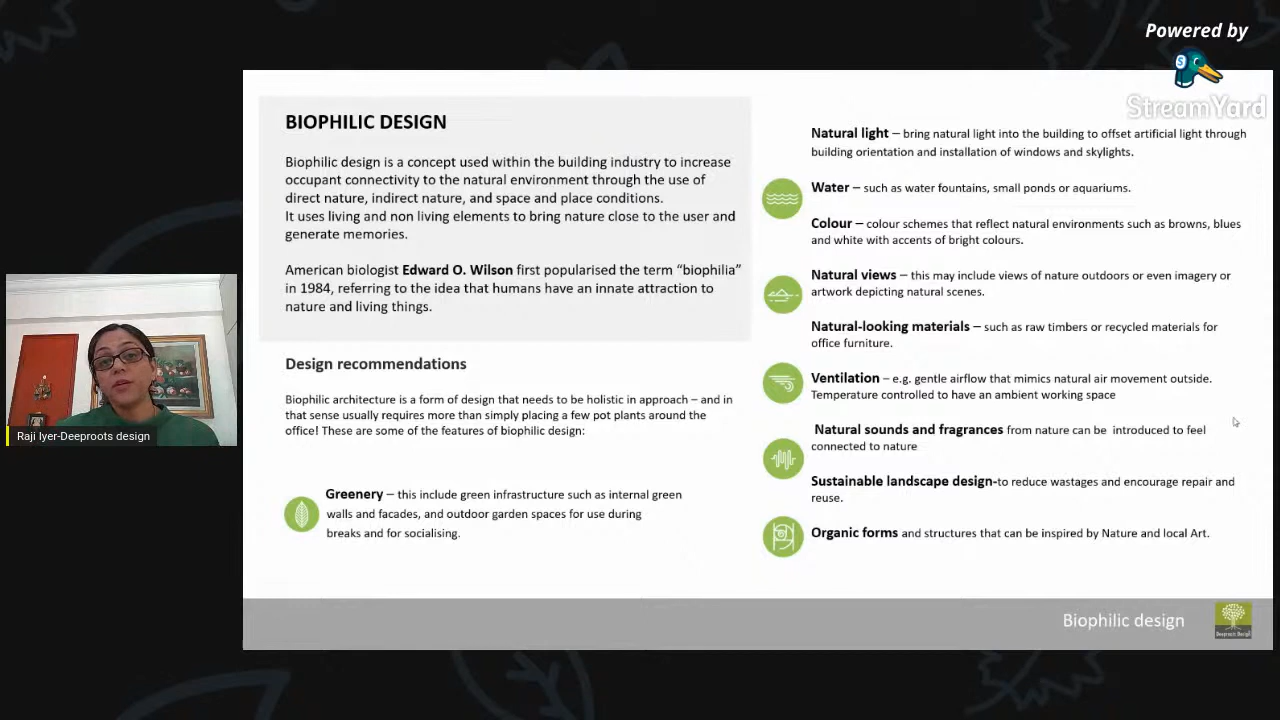 Powered by
StreamYard
BIOPHILIC DESIGN
Biophilic design is a concept used within the building industry to increase
occupant connectivity to the natural environment through the use of
direct nature, indirect nature, and space and place conditions.
It uses living and non living elements to bring nature close to the user and
generate memories.
American biologist Edward O. Wilson first popularised the term “biophilia”
in 1984, referring to the idea that humans have an innate attraction to
nature and living things.
Design recommendations
Biophilic architecture is a form of design that needs to be holistic in approach – and in
that sense usually requires more than simply placing a few pot plants around the
office! These are some of the features of biophilic design:
Greenery – this include green infrastructure such as internal green
walls and facades, and outdoor garden spaces for use during
breaks and for socialising.
Natural light – bring natural light into the building to offset artificial light through
building orientation and installation of windows and skylights.
Water – such as water fountains, small ponds or aquariums.
Colour – colour schemes that reflect natural environments such as browns, blues
and white with accents of bright colours.
Natural views – this may include views of nature outdoors or even imagery or
artwork depicting natural scenes.
Natural-looking materials – such as raw timbers or recycled materials for
office furniture.
Ventilation – e.g. gentle airflow that mimics natural air movement outside.
Temperature controlled to have an ambient working space
Natural sounds and fragrances from nature can be introduced to feel
connected to nature
Sustainable landscape design-to reduce wastages and encourage repair and
reuse.
Organic forms and structures that can be inspired by Nature and local Art.
Raji Iyer-Deeproots design
Biophilic design
Deeproots Design